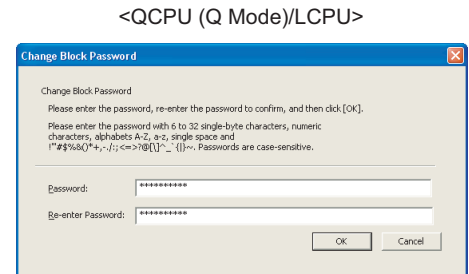 <QCPU (Q Mode)/LCPU>
Change Block Password
Change Block Password
Please enter the password, re-enter the password to confirm, and then click [OK].
Please enter the password with 6 to 32 single-byte characters, numeric
characters, alphabets A-Z, a-z, single space and
!"#$%&()*+,-./:;<=>?@[\]^_`{|}~. Passwords are case-sensitive.
Password: **********
Re-enter Password: **********
OK Cancel